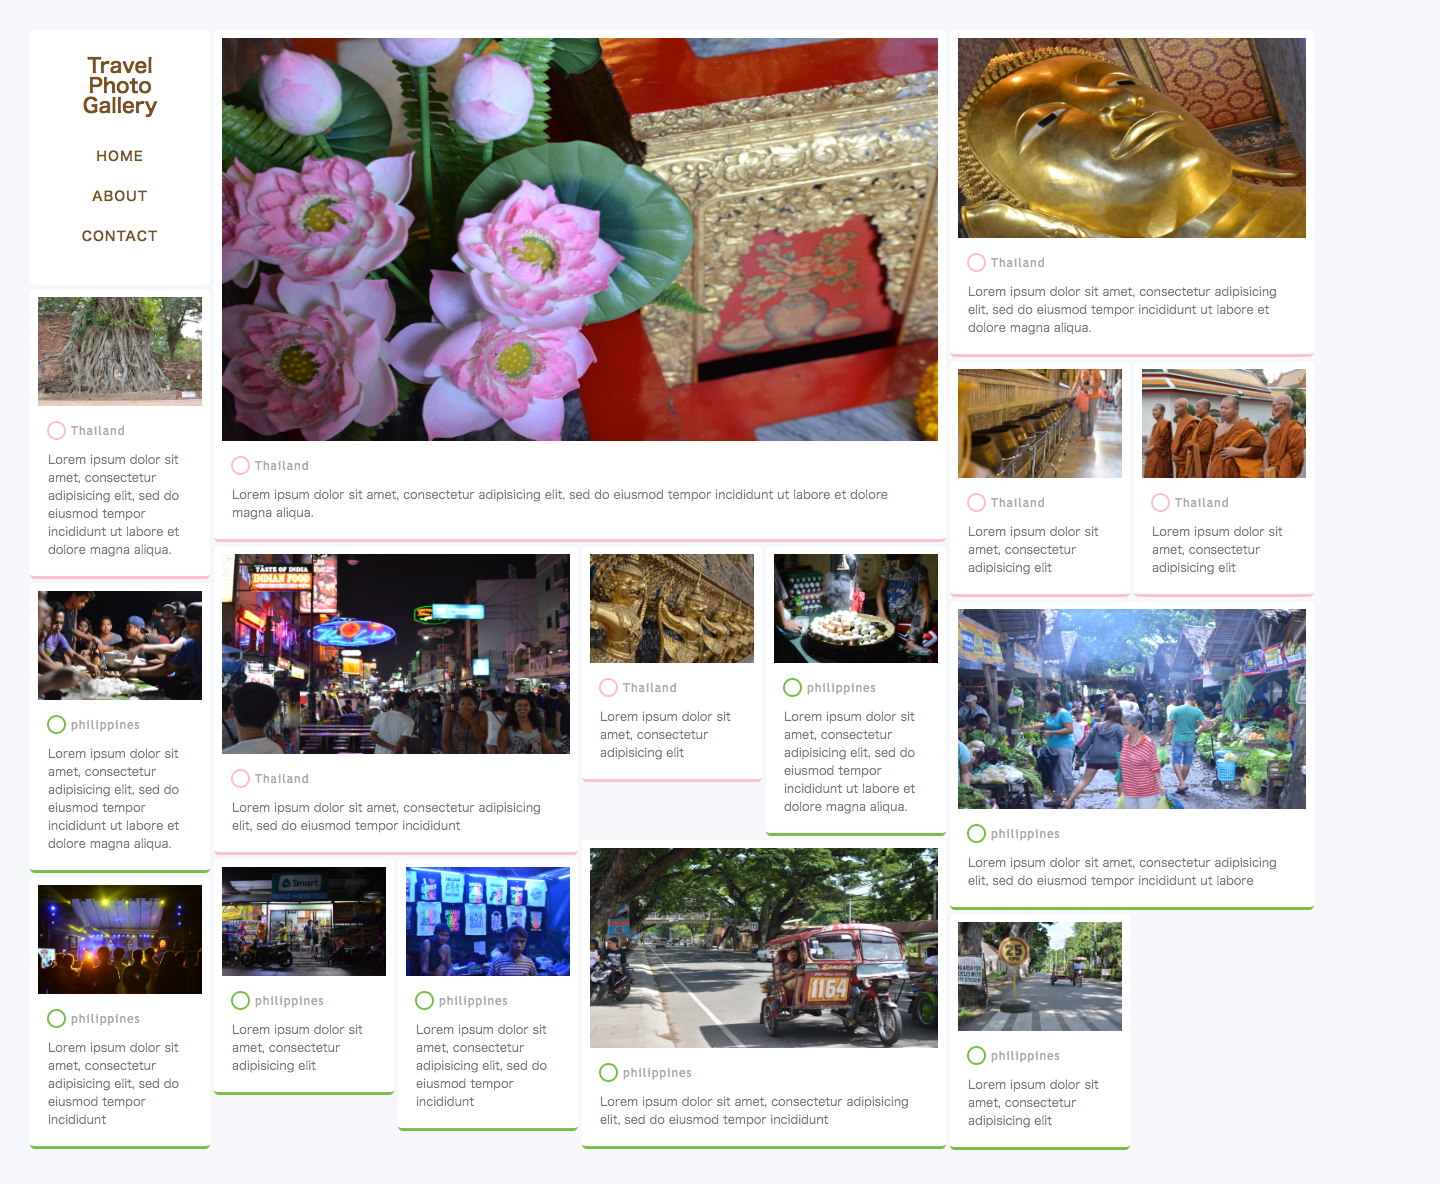 Travel
Photo
Gallery
HOME
ABOUT
CONTACT
Thailand
Lorem ipsum dolor sit
amet, consectetur
adipisicing elit, sed do
eiusmod tempor
incididunt ut labore et
dolore magna aliqua.
philippines
Lorem ipsum dolor sit
amet, consectetur
adipisicing elit, sed do
eiusmod tempor
incididunt ut labore et
dolore magna aliqua.
philippines
Lorem ipsum dolor sit
amet, consectetur
adipisicing elit, sed do
eiusmod tempor
incididunt
Thailand
Lorem ipsum dolor sit amet, consectetur adipisicing elit, sed do eiusmod tempor incididunt ut labore et dolore
magna aliqua.
TASTE OF INDIA
INDIAN FOOD
Thailand
Lorem ipsum dolor sit amet, consectetur adipisicing
elit, sed do eiusmod tempor incididunt
Smart
philippines
Lorem ipsum dolor sit
amet, consectetur
adipisicing elit
philippines
Lorem ipsum dolor sit
amet, consectetur
adipisicing elit, sed do
eiusmod tempor
incididunt
Thailand
Lorem ipsum dolor sit
amet, consectetur
adipisicing elit
philippines
Lorem ipsum dolor sit
amet, consectetur
adipisicing elit, sed do
eiusmod tempor
incididunt ut labore et
dolore magna aliqua.
1164
philippines
Lorem ipsum dolor sit amet, consectetur adipisicing
elit, sed do eiusmod tempor incididunt
Thailand
Lorem ipsum dolor sit amet, consectetur adipisicing
elit, sed do eiusmod tempor incididunt ut labore et
dolore magna aliqua.
Thailand
Lorem ipsum dolor sit
amet, consectetur
adipisicing elit
Thailand
Lorem ipsum dolor sit
amet, consectetur
adipisicing elit
philippines
Lorem ipsum dolor sit amet, consectetur adipisicing
elit, sed do eiusmod tempor incididunt ut labore
25
philippines
Lorem ipsum dolor sit
amet, consectetur
adipisicing elit